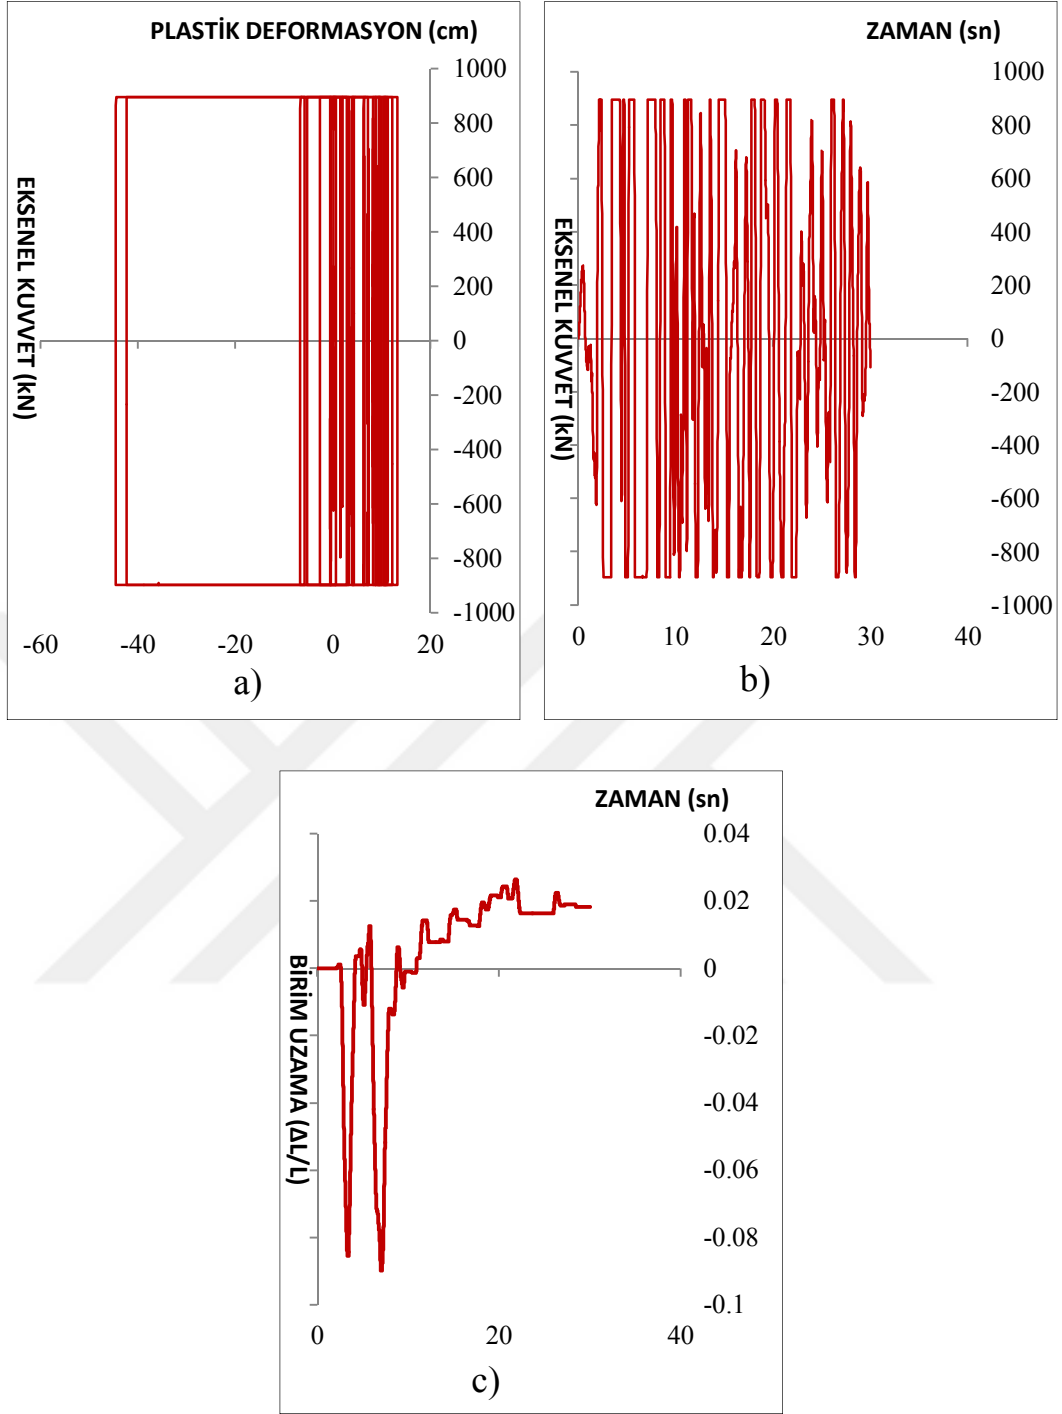 PLASTİK DEFORMASYON (cm)
EKSENEL KUVVET (kN)
1000
800
600
400
200
0
-200
-400
-600
-800
-1000
-60 -40 -20 0 20
a)
ZAMAN (sn)
EKSENEL KUVVET (kN)
1000
800
600
400
200
0
-200
-400
-600
-800
-1000
0 10 20 30 40
b)
ZAMAN (sn)
BİRİM UZAMA (ΔL/L)
0.04
0.02
0
-0.02
-0.04
-0.06
-0.08
-0.1
0 20 40
c)